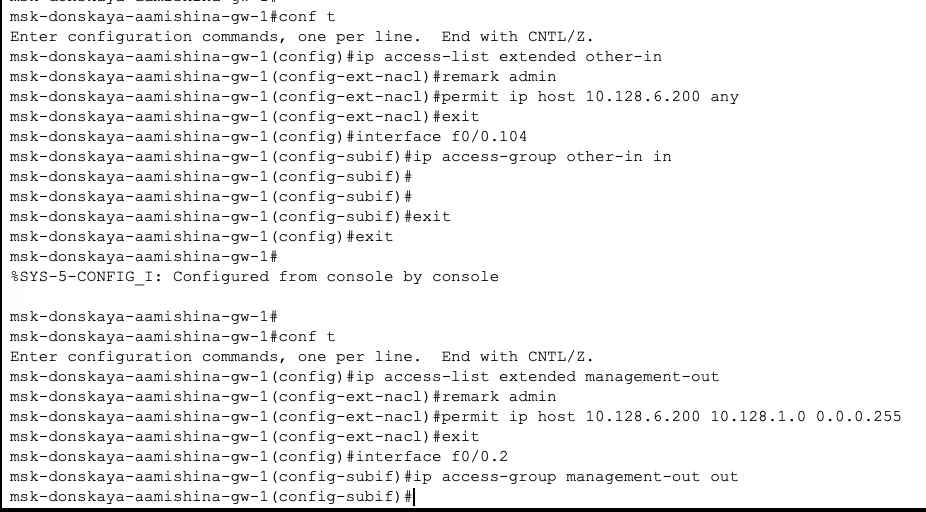 msk-donskaya-aamishina-gw-1#
msk-donskaya-aamishina-gw-1#conf t
Enter configuration commands, one per line.  End with CNTL/Z.
msk-donskaya-aamishina-gw-1(config)#ip access-list extended other-in
msk-donskaya-aamishina-gw-1(config-ext-nacl)#remark admin
msk-donskaya-aamishina-gw-1(config-ext-nacl)#permit ip host 10.128.6.200 any
msk-donskaya-aamishina-gw-1(config-ext-nacl)#exit
msk-donskaya-aamishina-gw-1(config)#interface f0/0.104
msk-donskaya-aamishina-gw-1(config-subif)#ip access-group other-in in
msk-donskaya-aamishina-gw-1(config-subif)#
msk-donskaya-aamishina-gw-1(config-subif)#
msk-donskaya-aamishina-gw-1(config-subif)#exit
msk-donskaya-aamishina-gw-1(config)#exit
msk-donskaya-aamishina-gw-1#
%SYS-5-CONFIG_I: Configured from console by console
msk-donskaya-aamishina-gw-1#
msk-donskaya-aamishina-gw-1#conf t
Enter configuration commands, one per line.  End with CNTL/Z.
msk-donskaya-aamishina-gw-1(config)#ip access-list extended management-out
msk-donskaya-aamishina-gw-1(config-ext-nacl)#remark admin
msk-donskaya-aamishina-gw-1(config-ext-nacl)#permit ip host 10.128.6.200 10.128.1.0 0.0.0.255
msk-donskaya-aamishina-gw-1(config-ext-nacl)#exit
msk-donskaya-aamishina-gw-1(config)#interface f0/0.2
msk-donskaya-aamishina-gw-1(config-subif)#ip access-group management-out out
msk-donskaya-aamishina-gw-1(config-subif)#